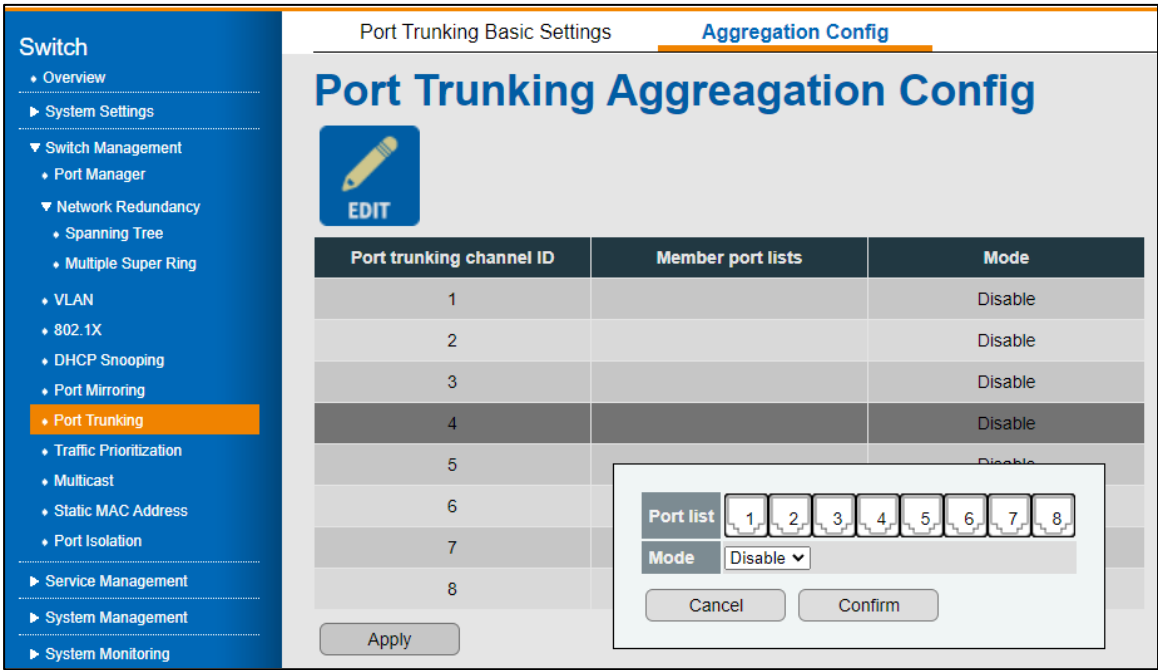 Switch
Overview
System Settings
Switch Management
Port Manager
Network Redundancy
Spanning Tree
Multiple Super Ring
VLAN
802.1X
DHCP Snooping
Port Mirroring
Port Trunking
Traffic Prioritization
Multicast
Static MAC Address
Port Isolation
Service Management
System Management
System Monitoring
Port Trunking Basic Settings Aggregation Config
Port Trunking Aggreagation Config
EDIT
Port trunking channel ID Member port lists Mode
1 Disable
2 Disable
3 Disable
4 Disable
5 Disable
6
7
8
Port list 1 2 3 4 5 6 7 8
Mode Disable
Cancel Confirm
Apply